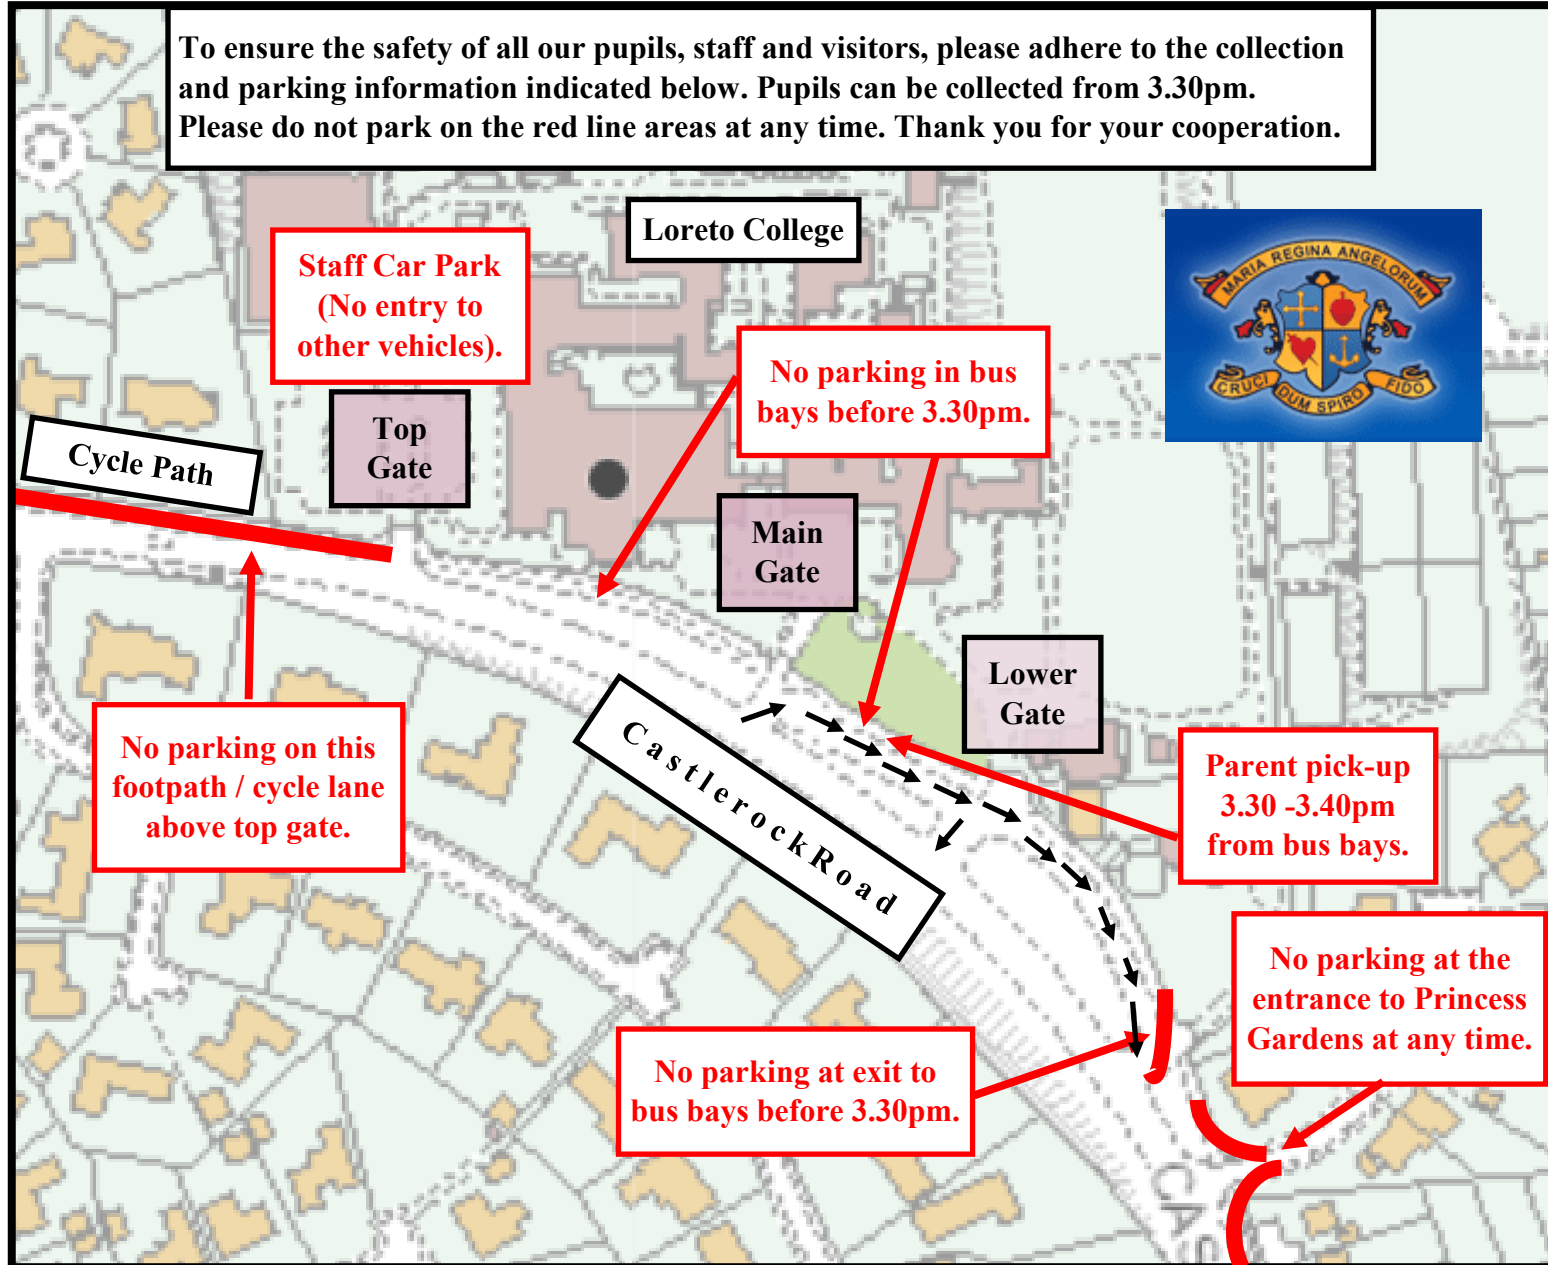 To ensure the safety of all our pupils, staff and visitors, please adhere to the collection
and parking information indicated below. Pupils can be collected from 3.30pm.
Please do not park on the red line areas at any time. Thank you for your cooperation.
Loreto College
MARIA REGINA ANGELORUM
CRUCI DUM SPIRO FIDO
Staff Car Park
(No entry to
other vehicles).
No parking in bus
bays before 3.30pm.
Top
Gate
Cycle Path
Main
Gate
Lower
Gate
CastlerockRoad
No parking on this
footpath / cycle lane
above top gate.
Parent pick-up
3.30 -3.40pm
from bus bays.
No parking at the
entrance to Princess
Gardens at any time.
No parking at exit to
bus bays before 3.30pm.
CAS